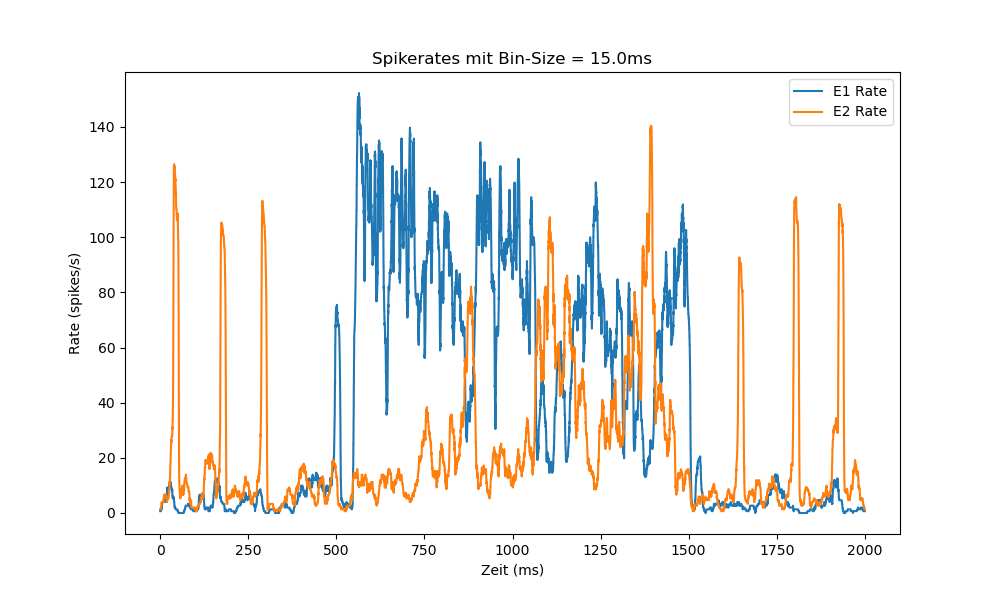 Spikerates mit Bin-Size = 15.0ms
E1 Rate
E2 Rate
Rate (spikes/s)
140
120
100
80
60
40
20
0
0 250 500 750 1000 1250 1500 1750 2000
Zeit (ms)